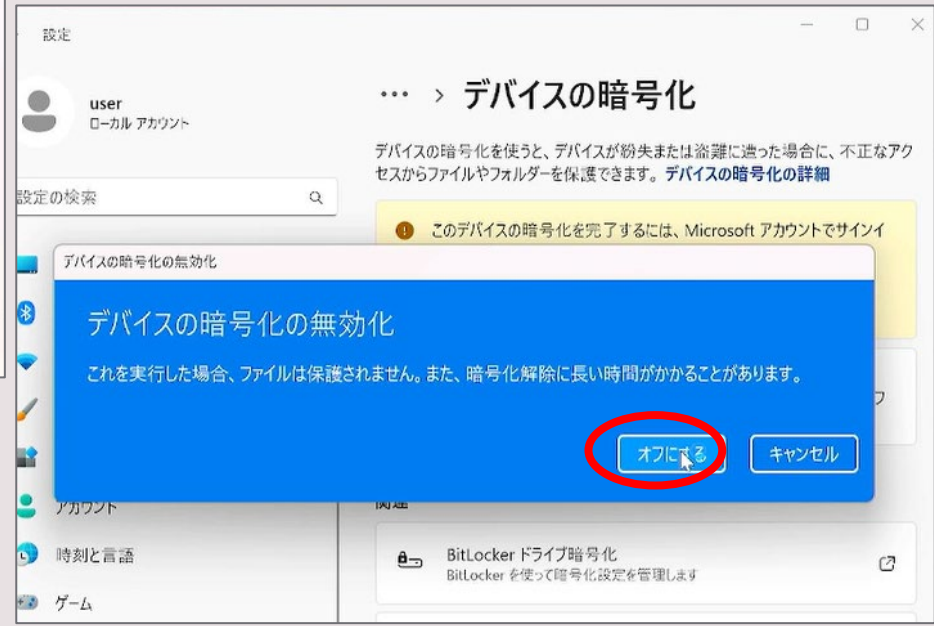 設定
user
ローカル アカウント
設定の検索
デバイスの暗号化
デバイスの暗号化を使うと、デバイスが紛失または盗難に遭った場合に、不正なアク
セスからファイルやフォルダーを保護できます。デバイスの暗号化の詳細
このデバイスの暗号化を完了するには、Microsoft アカウントでサインイ
デバイスの暗号化の無効化
デバイスの暗号化の無効化
これを実行した場合、ファイルは保護されません。また、暗号化解除に長い時間がかかることがあります。
オフにする
キャンセル
アカウント
関連
時刻と言語
BitLocker ドライブ暗号化
BitLocker を使って暗号化設定を管理します
ゲーム